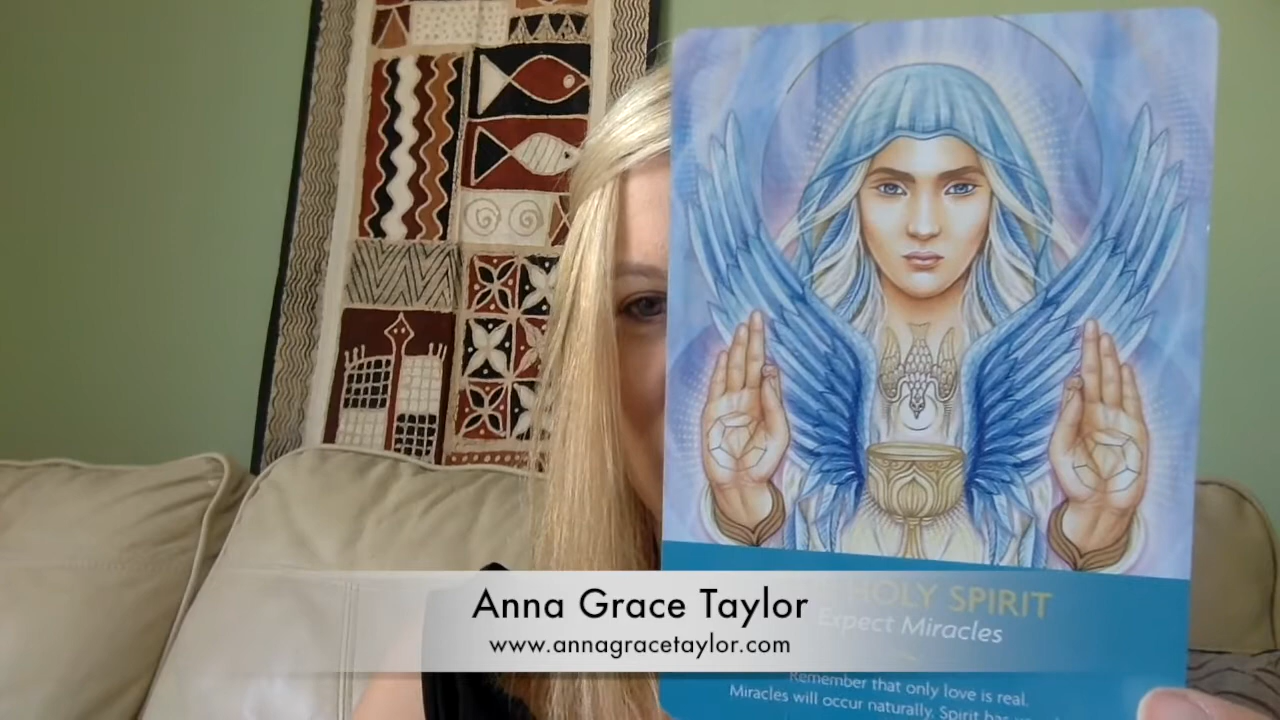 Anna Grace Taylor
www.annagracetaylor.com
HOLY SPIRIT
Expect Miracles
Remember that only love is real.
Miracles will occur naturally. Spirit has